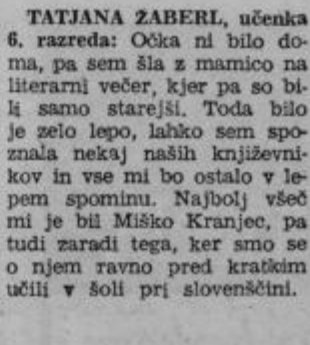 TATJANA ŽABERL, učenka
6. razreda: Očka ni bilo do-
ma, pa sem šla z mamico na
literarni večer, kjer pa so bi-
li samo starejši. Toda bilo
je zelo lepo, lahko sem spo-
znala nekaj naših književni-
kov in vse mi bo ostalo v le-
pem spominu. Najbolj všeč
mi je bil Miško Kranjec, pa
tudi zaradi tega, ker smo se
o njem ravno pred kratkim
učili v šoli pri slovenščini.